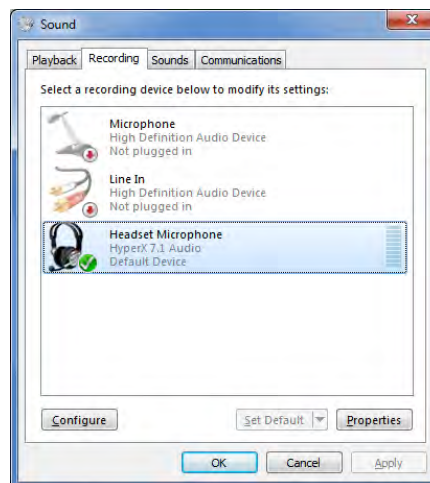 Sound
Playback Recording Sounds Communications
Select a recording device below to modify its settings:
Microphone
High Definition Audio Device
Not plugged in
Line In
High Definition Audio Device
Not plugged in
Headset Microphone
HyperX 7.1 Audio
Default Device
Configure Set Default Properties
OK Cancel Apply